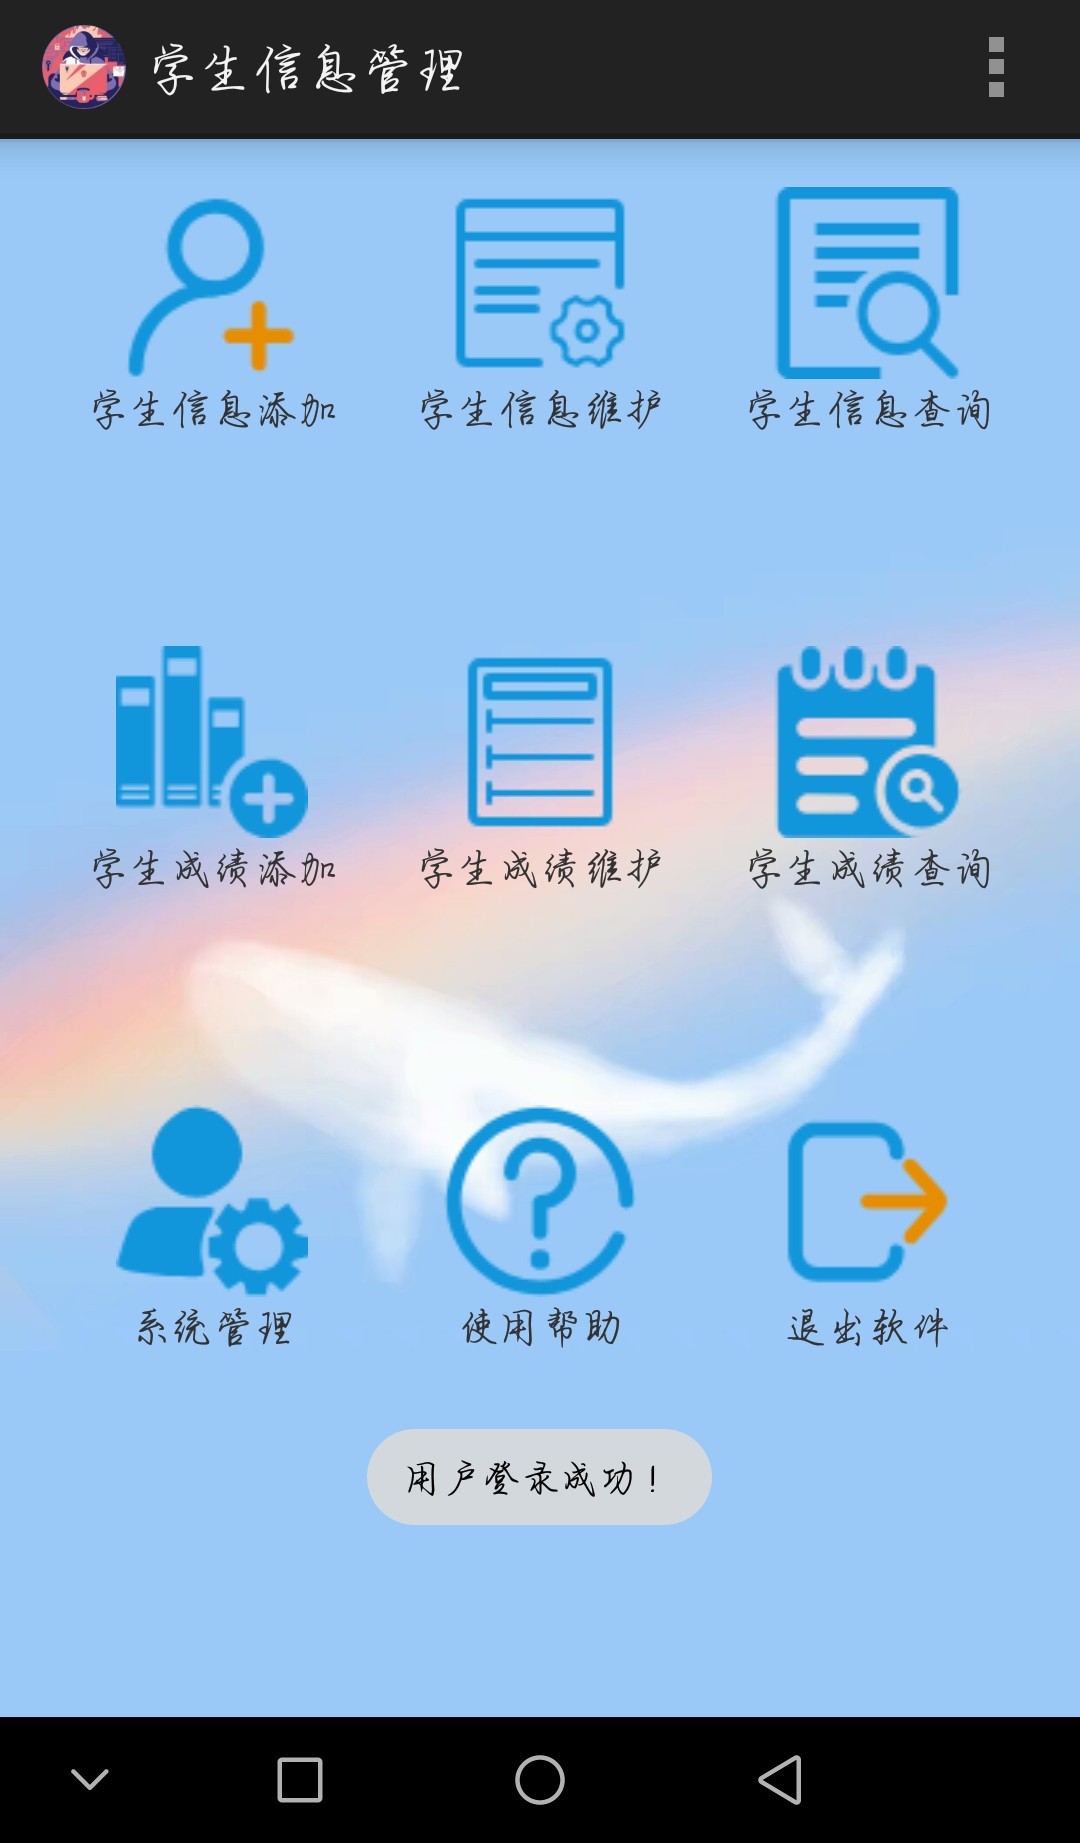 学生信息管理
学生信息添加
学生信息维护
学生信息查询
学生成绩添加
学生成绩维护
学生成绩查询
系统管理
使用帮助
退出软件
用户登录成功！